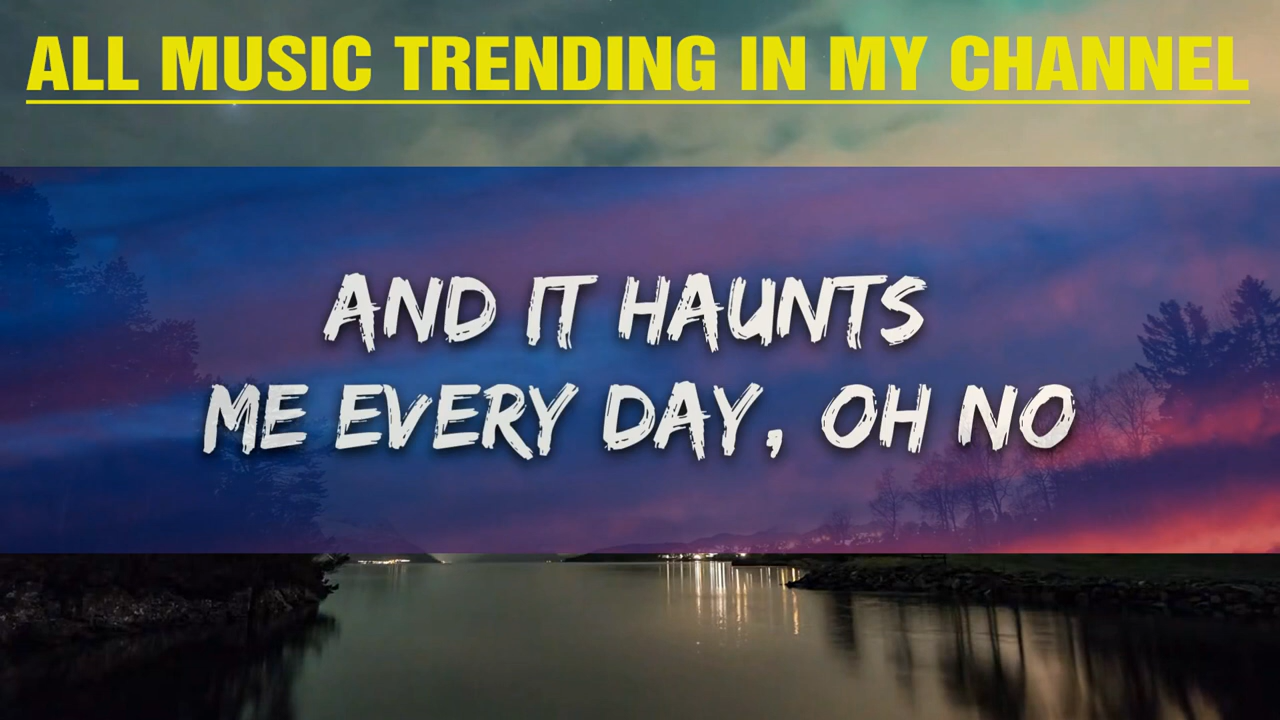 ALL MUSIC TRENDING IN MY CHANNEL
AND IT HAUNTS
ME EVERY DAY, OH NO